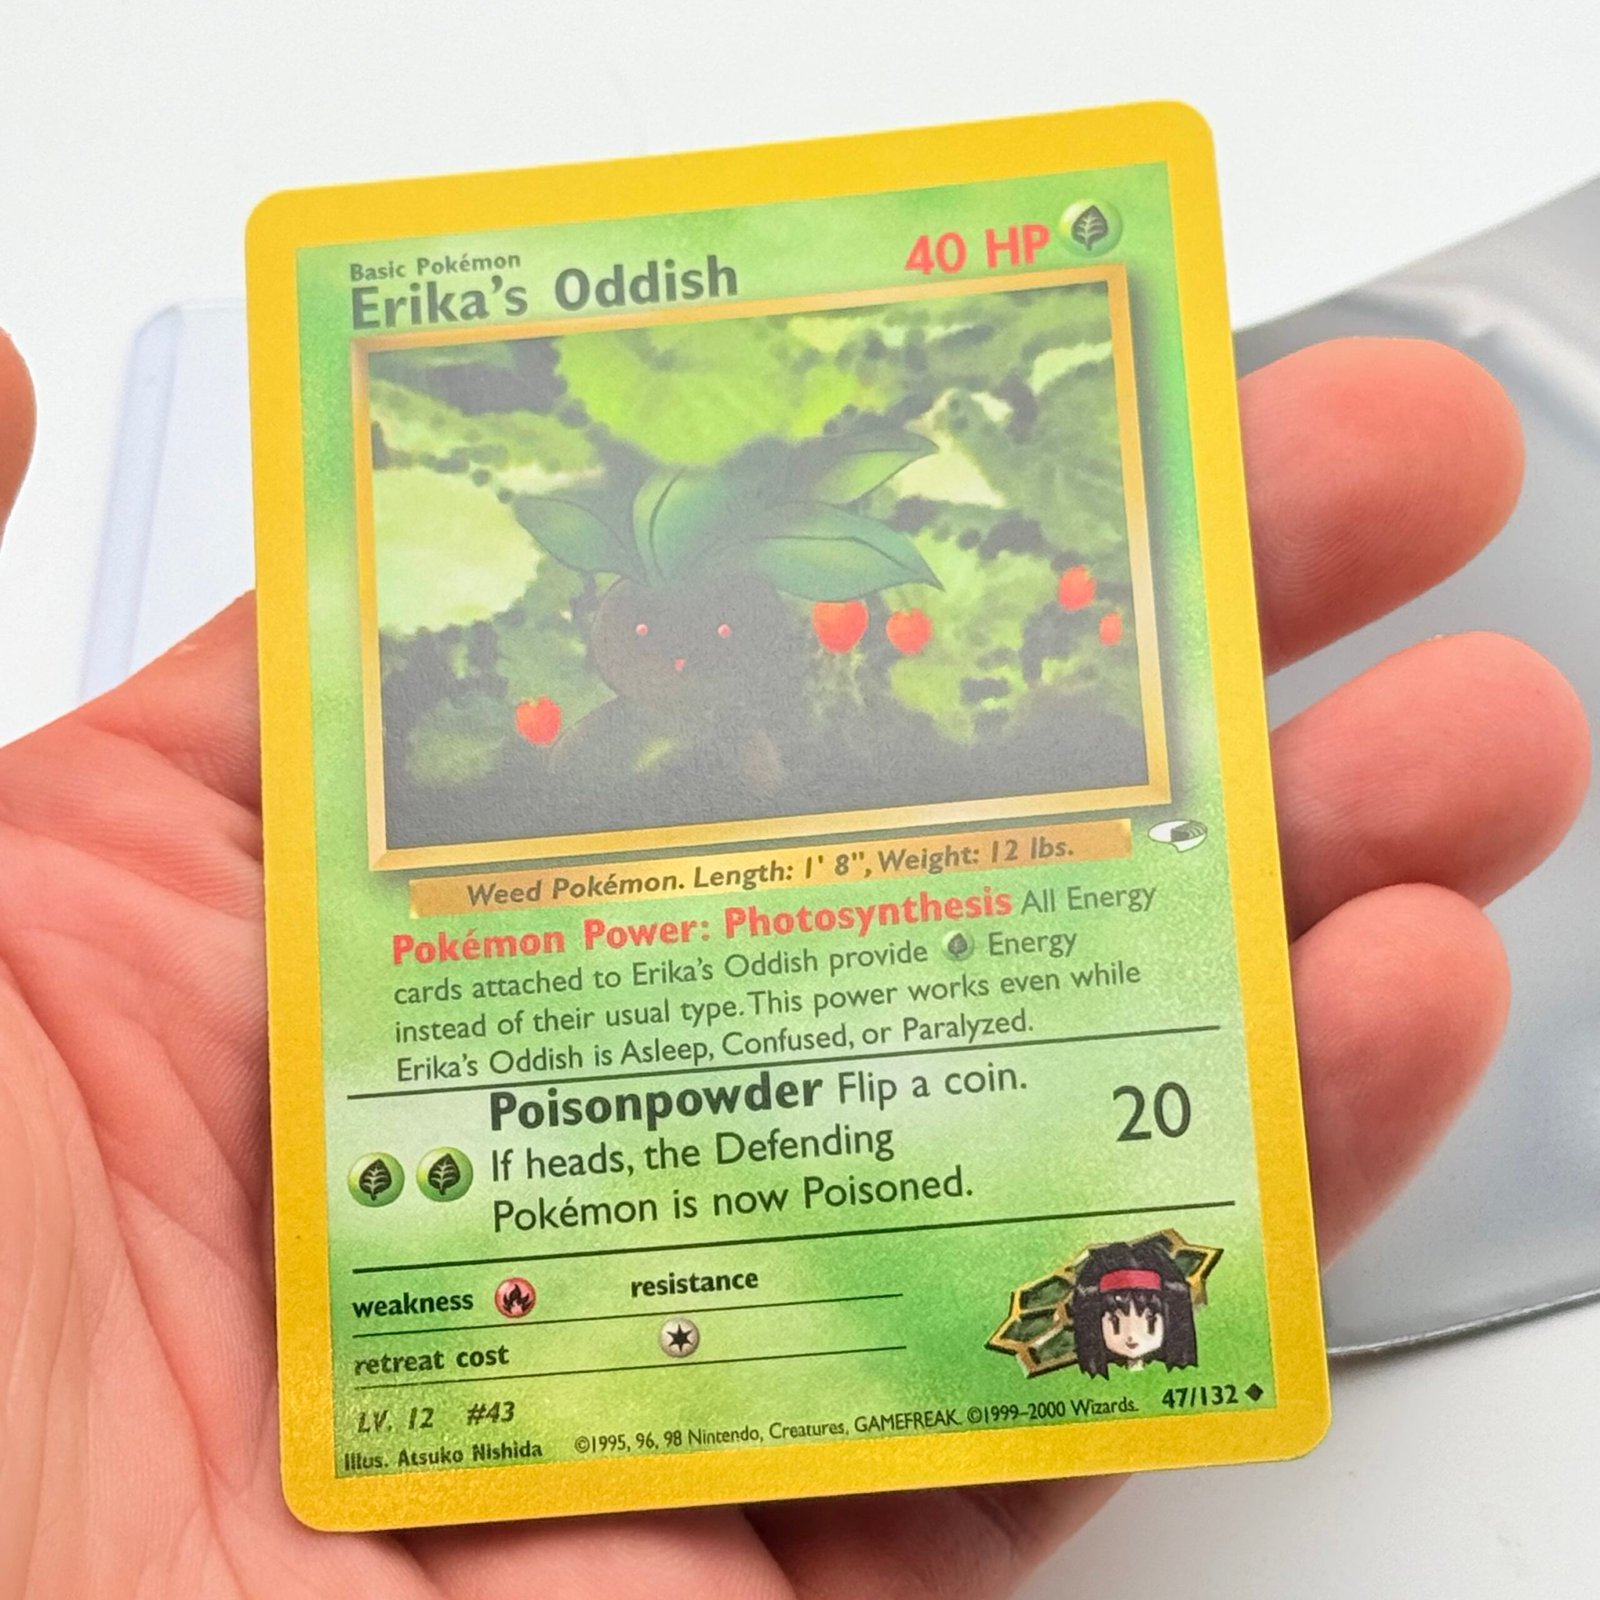 Basic Pokémon
Erika's Oddish
40 HP
Weed Pokémon. Length: 1' 8", Weight: 12 lbs.
Pokémon Power: Photosynthesis All Energy
cards attached to Erika's Oddish provide Energy
instead of their usual type. This power works even while
Erika's Oddish is Asleep, Confused, or Paralyzed.
Poisonpowder Flip a coin.
If heads, the Defending
Pokémon is now Poisoned.
20
weakness
resistance
retreat cost
LV. 12 #43
Illus. Atsuko Nishida
©1995, 96, 98 Nintendo, Creatures, GAMEFREAK. ©1999–2000 Wizards.
47/132